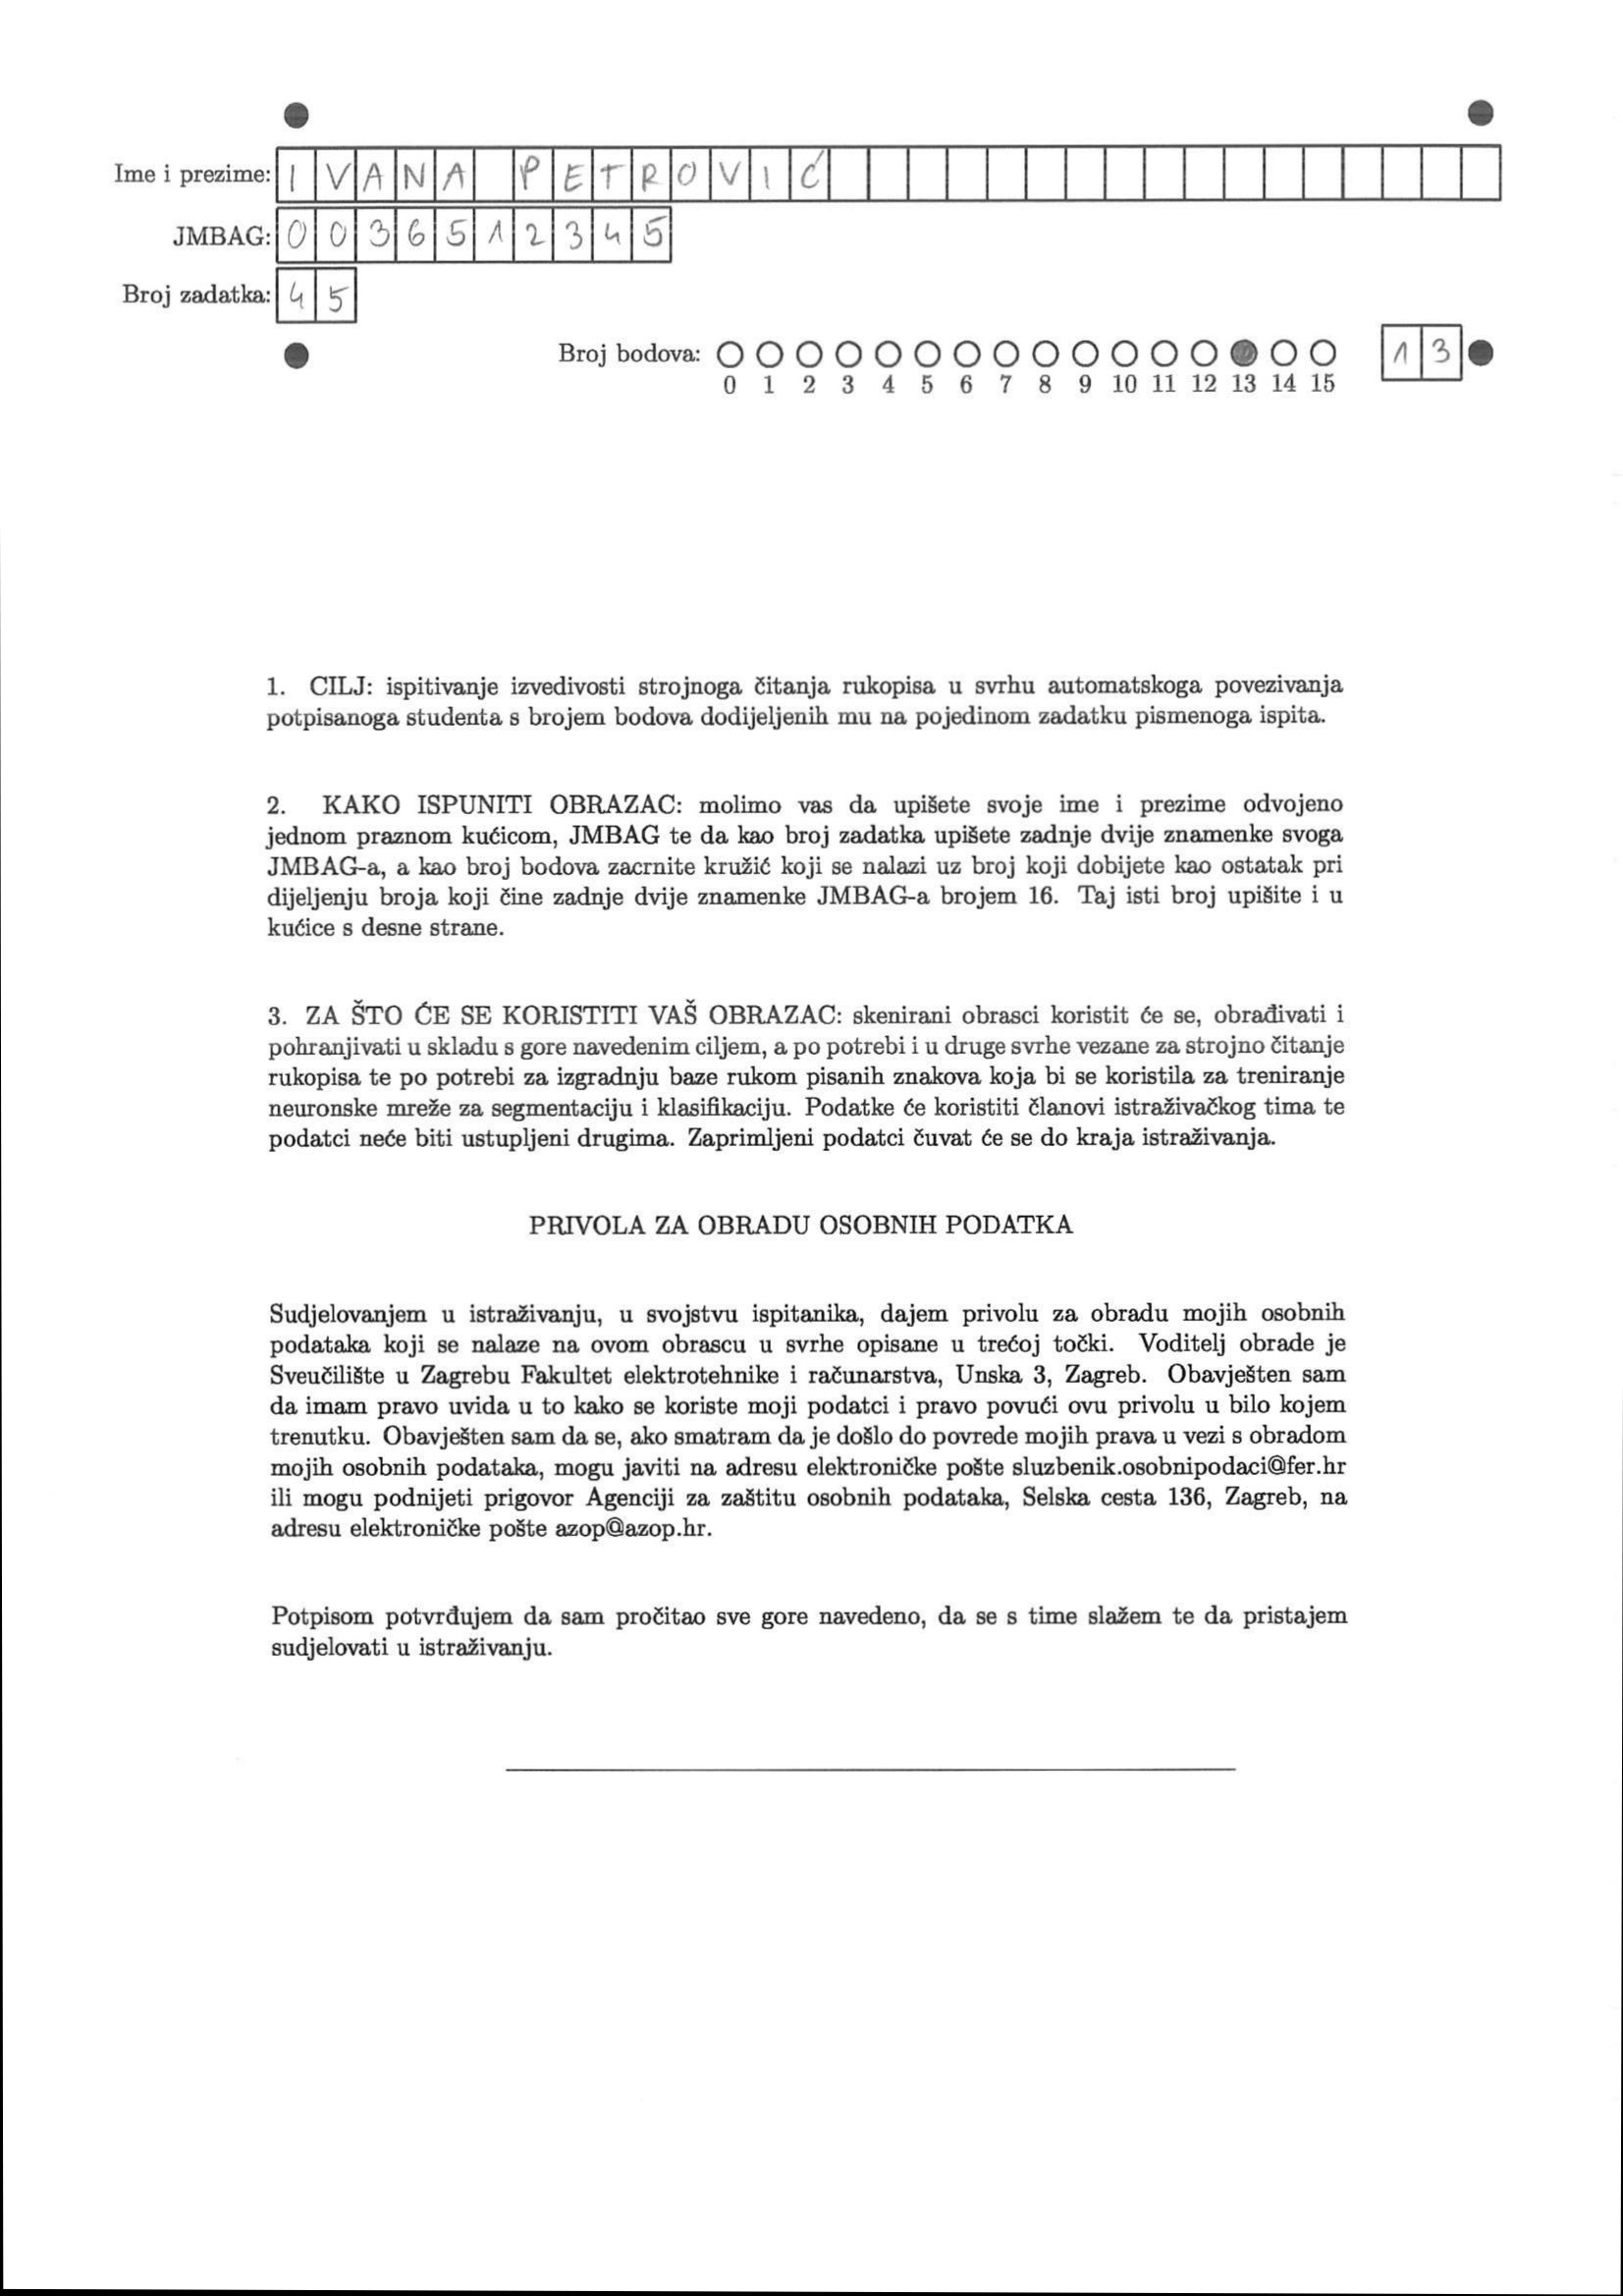 Ime i prezime: IVANA PETROVIĆ
JMBAG: 0036512345
Broj zadatka: 45
Broj bodova: 13
0 1 2 3 4 5 6 7 8 9 10 11 12 13 14 15
1. CILJ: ispitivanje izvedivosti strojnoga čitanja rukopisa u svrhu automatskoga povezivanja
potpisanoga studenta s brojem bodova dodijeljenih mu na pojedinom zadatku pismenoga ispita.
2. KAKO ISPUNITI OBRAZAC: molimo vas da upišete svoje ime i prezime odvojeno
jednom praznom kućicom, JMBAG te da kao broj zadatka upišete zadnje dvije znamenke svoga
JMBAG-a, a kao broj bodova zacrnite kružić koji se nalazi uz broj koji dobijete kao ostatak pri
dijeljenju broja koji čine zadnje dvije znamenke JMBAG-a brojem 16. Taj isti broj upišite i u
kućice s desne strane.
3. ZA ŠTO ĆE SE KORISTITI VAŠ OBRAZAC: skenirani obrasci koristit će se, obrađivati i
pohranjivati u skladu s gore navedenim ciljem, a po potrebi i u druge svrhe vezane za strojno čitanje
rukopisa te po potrebi za izgradnju baze rukom pisanih znakova koja bi se koristila za treniranje
neuronske mreže za segmentaciju i klasifikaciju. Podatke će koristiti članovi istraživačkog tima te
podatci neće biti ustupljeni drugima. Zaprimljeni podatci čuvat će se do kraja istraživanja.
PRIVOLA ZA OBRADU OSOBNIH PODATKA
Sudjelovanjem u istraživanju, u svojstvu ispitanika, dajem privolu za obradu mojih osobnih
podataka koji se nalaze na ovom obrascu u svrhe opisane u trećoj točki. Voditelj obrade je
Sveučilište u Zagrebu Fakultet elektrotehnike i računarstva, Unska 3, Zagreb. Obavješten sam
da imam pravo uvida u to kako se koriste moji podatci i pravo povući ovu privolu u bilo kojem
trenutku. Obavješten sam da se, ako smatram da je došlo do povrede mojih prava u vezi s obradom
mojih osobnih podataka, mogu javiti na adresu elektroničke pošte sluzbenik.osobnipodaci@fer.hr
ili mogu podnijeti prigovor Agenciji za zaštitu osobnih podataka, Selska cesta 136, Zagreb, na
adresu elektroničke pošte azop@azop.hr.
Potpisom potvrđujem da sam pročitao sve gore navedeno, da se s time slažem te da pristajem
sudjelovati u istraživanju.